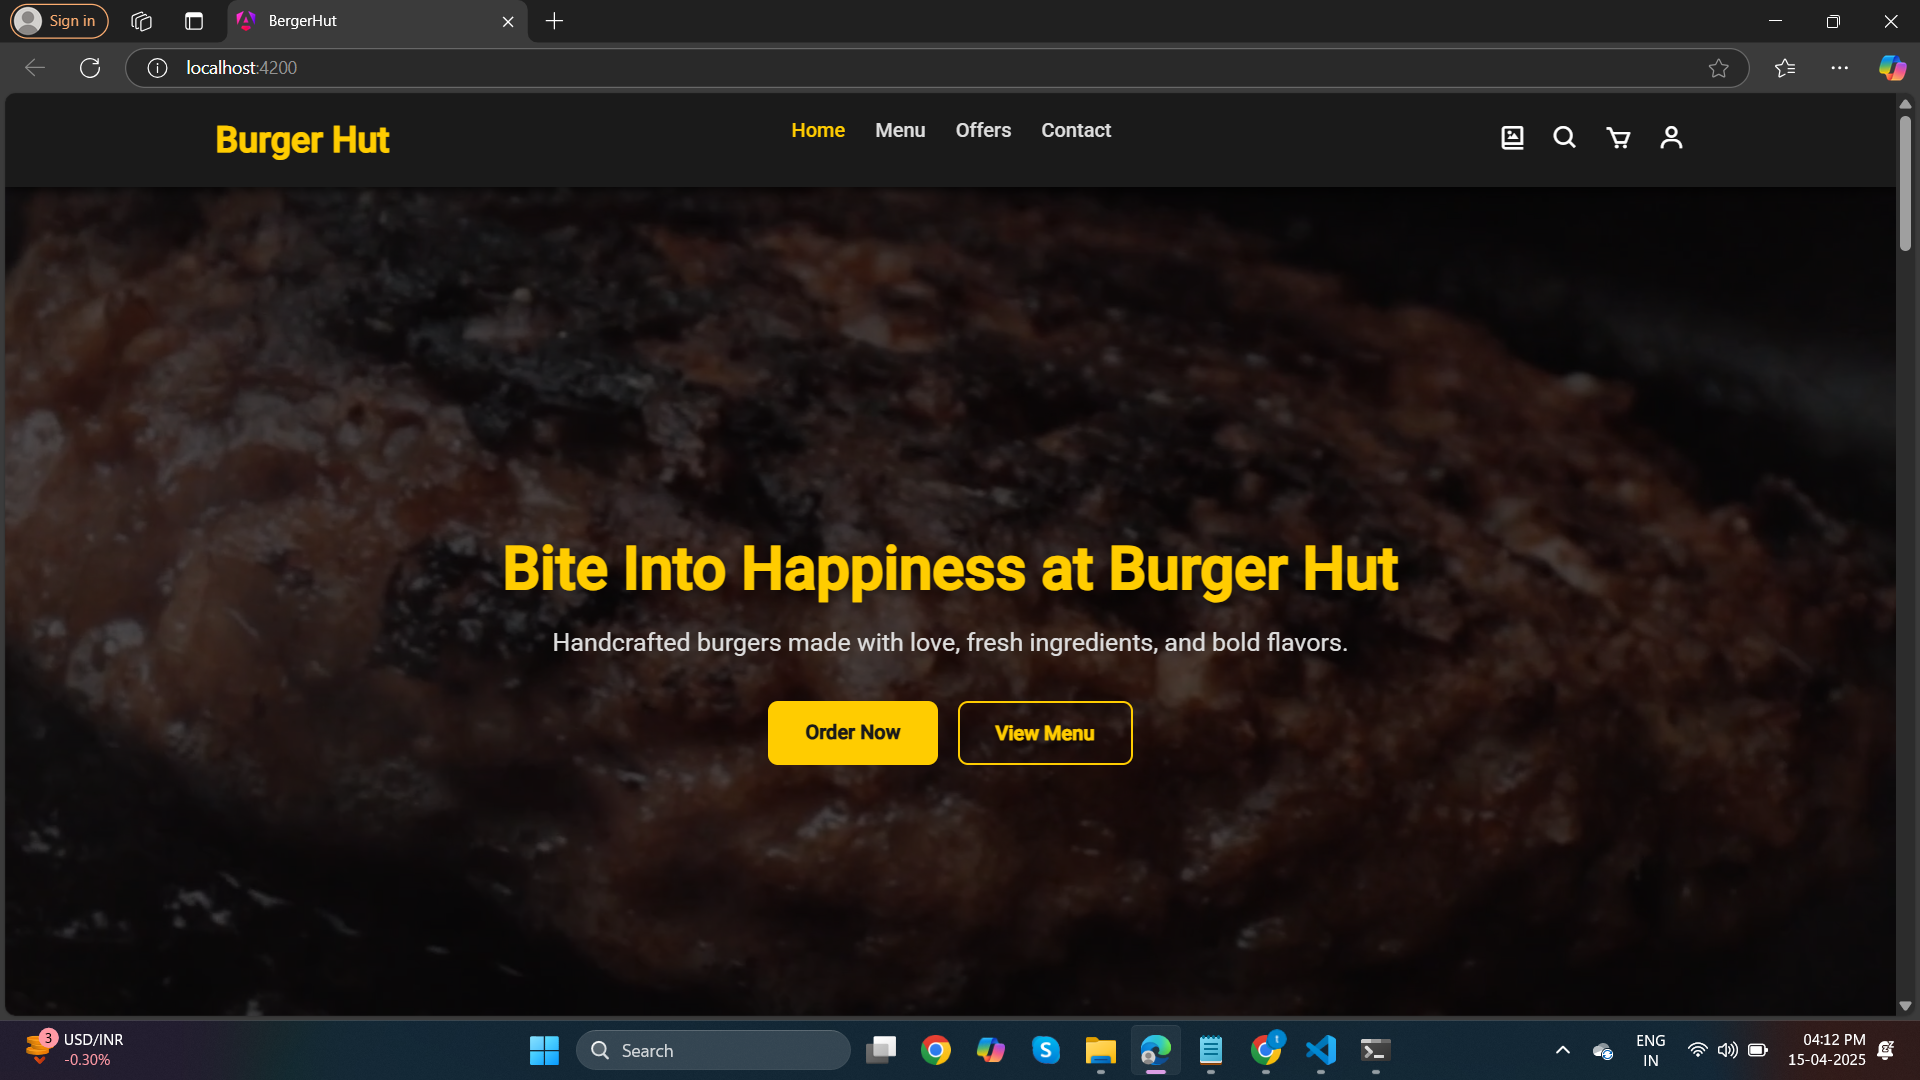 Sign in
BergerHut
localhost:4200
Burger Hut
Home Menu Offers Contact
Bite Into Happiness at Burger Hut
Handcrafted burgers made with love, fresh ingredients, and bold flavors.
Order Now
View Menu
3
USD/INR
-0.30%
Search
t
ENG
IN
04:12 PM
15-04-2025